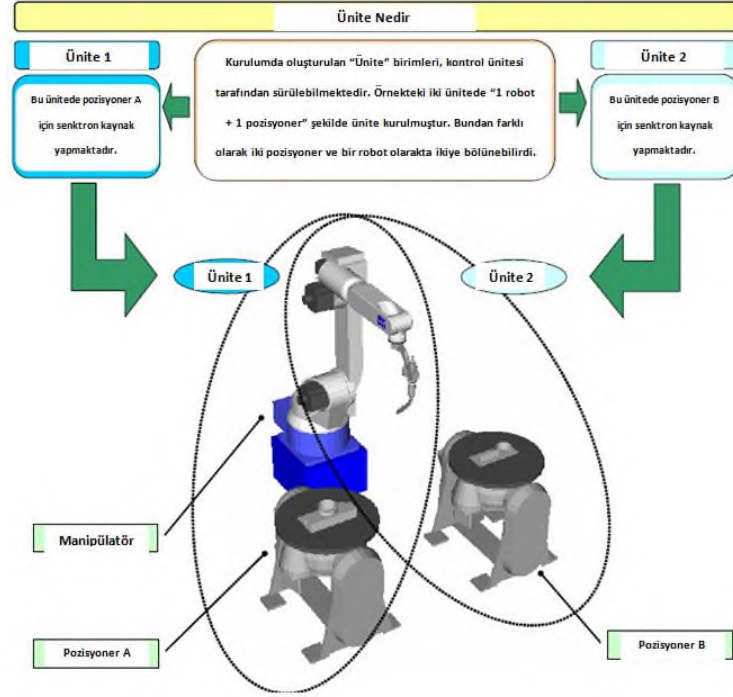 Ünite Nedir
Ünite 1
Bu ünitede pozisyoner A
için senktron kaynak
yapmaktadır.
Kurulumda oluşturulan “Ünite” birimleri, kontrol ünitesi
tarafından sürülebilmektedir. Örnekteki iki ünitede “1 robot
+ 1 pozisyoner” şekilde ünite kurulmuştur. Bundan farklı
olarak iki pozisyoner ve bir robot olarakta ikiye bölünebilirdi.
Ünite 2
Bu ünitede pozisyoner B
için senktron kaynak
yapmaktadır.
Ünite 1
Ünite 2
Manipülatör
Pozisyoner A
Pozisyoner B